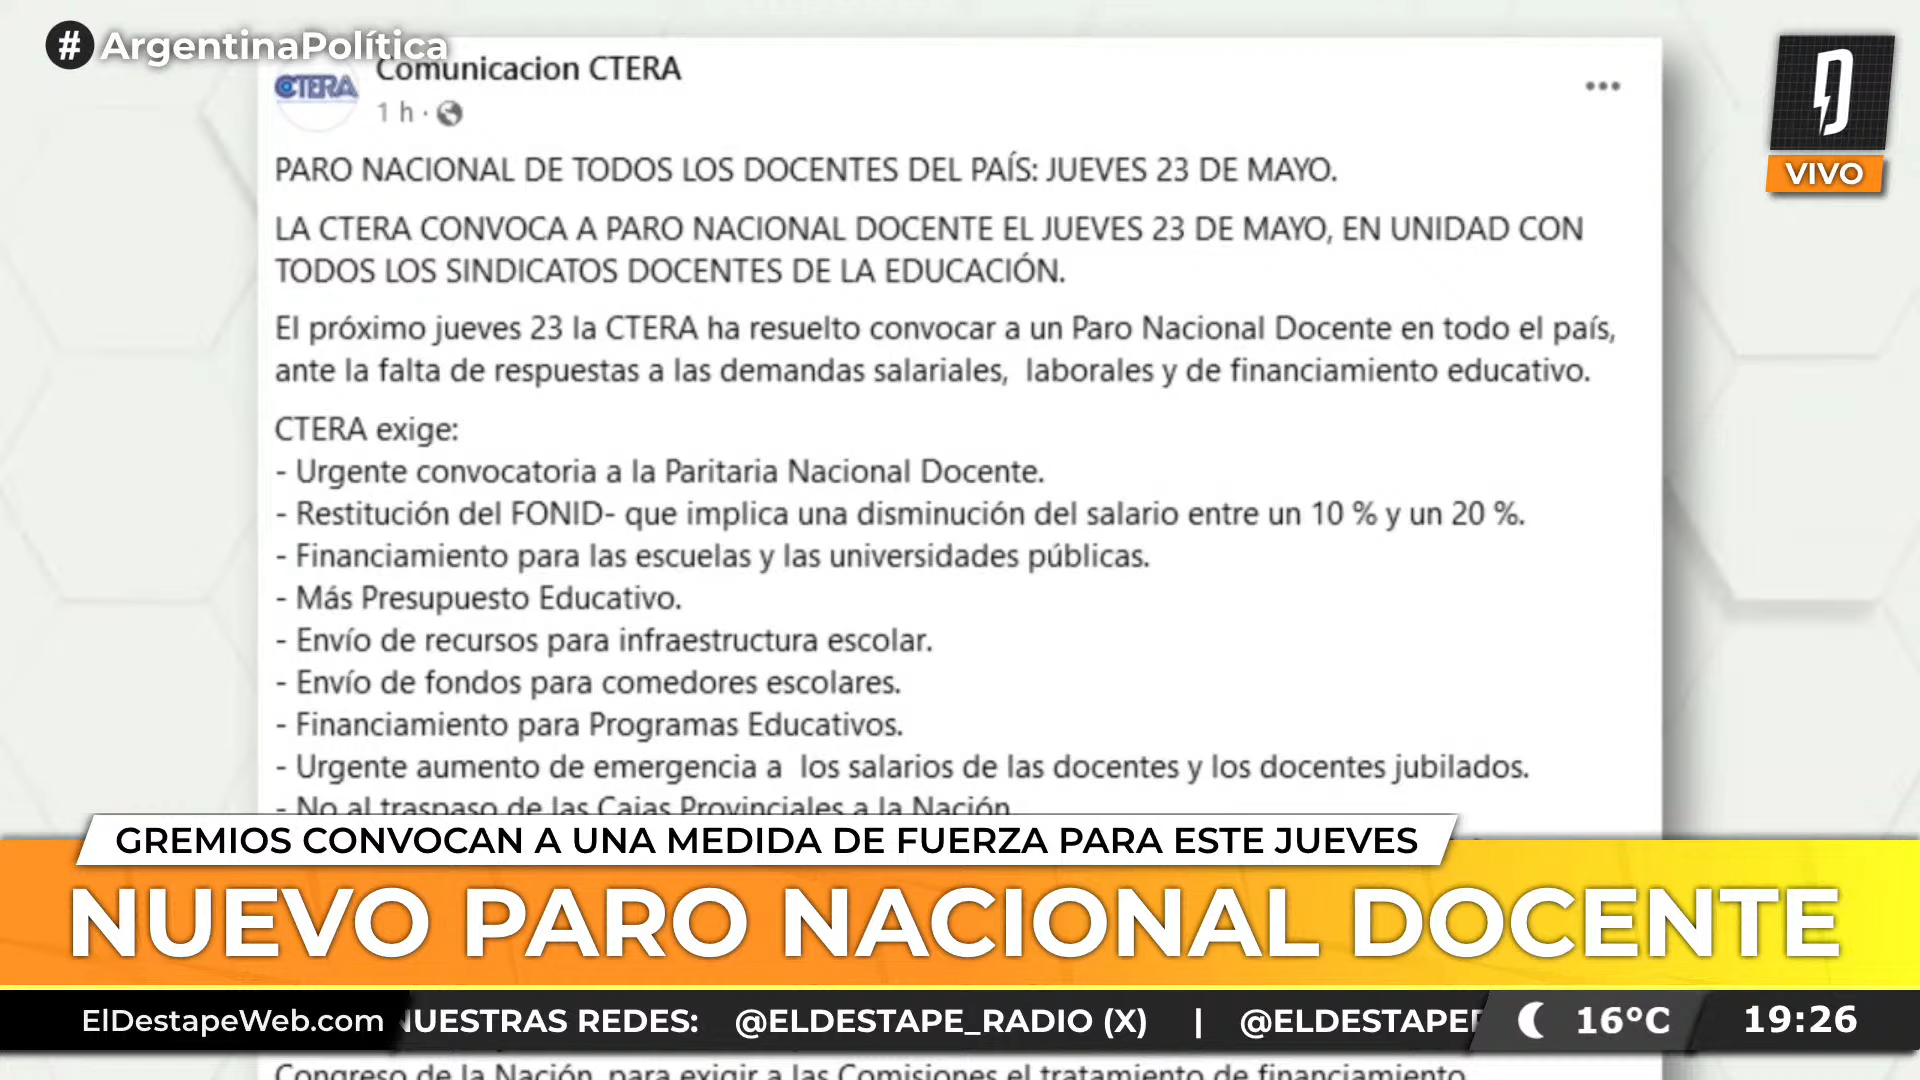 # ArgentinaPolítica
CTERA
Comunicacion CTERA
1 h ·
VIVO
PARO NACIONAL DE TODOS LOS DOCENTES DEL PAÍS: JUEVES 23 DE MAYO.
LA CTERA CONVOCA A PARO NACIONAL DOCENTE EL JUEVES 23 DE MAYO, EN UNIDAD CON
TODOS LOS SINDICATOS DOCENTES DE LA EDUCACIÓN.
El próximo jueves 23 la CTERA ha resuelto convocar a un Paro Nacional Docente en todo el país,
ante la falta de respuestas a las demandas salariales, laborales y de financiamiento educativo.
CTERA exige:
- Urgente convocatoria a la Paritaria Nacional Docente.
- Restitución del FONID- que implica una disminución del salario entre un 10 % y un 20 %.
- Financiamiento para las escuelas y las universidades públicas.
- Más Presupuesto Educativo.
- Envío de recursos para infraestructura escolar.
- Envío de fondos para comedores escolares.
- Financiamiento para Programas Educativos.
- Urgente aumento de emergencia a los salarios de las docentes y los docentes jubilados.
- No al traspaso de las Cajas Provinciales a la Nación.
GREMIOS CONVOCAN A UNA MEDIDA DE FUERZA PARA ESTE JUEVES
NUEVO PARO NACIONAL DOCENTE
ElDestapeWeb.com NUESTRAS REDES: @ELDESTAPE_RADIO (X) | @ELDESTAPE 16°C 19:26
Congreso de la Nación, para exigir a las Comisiones el tratamiento de financiamiento